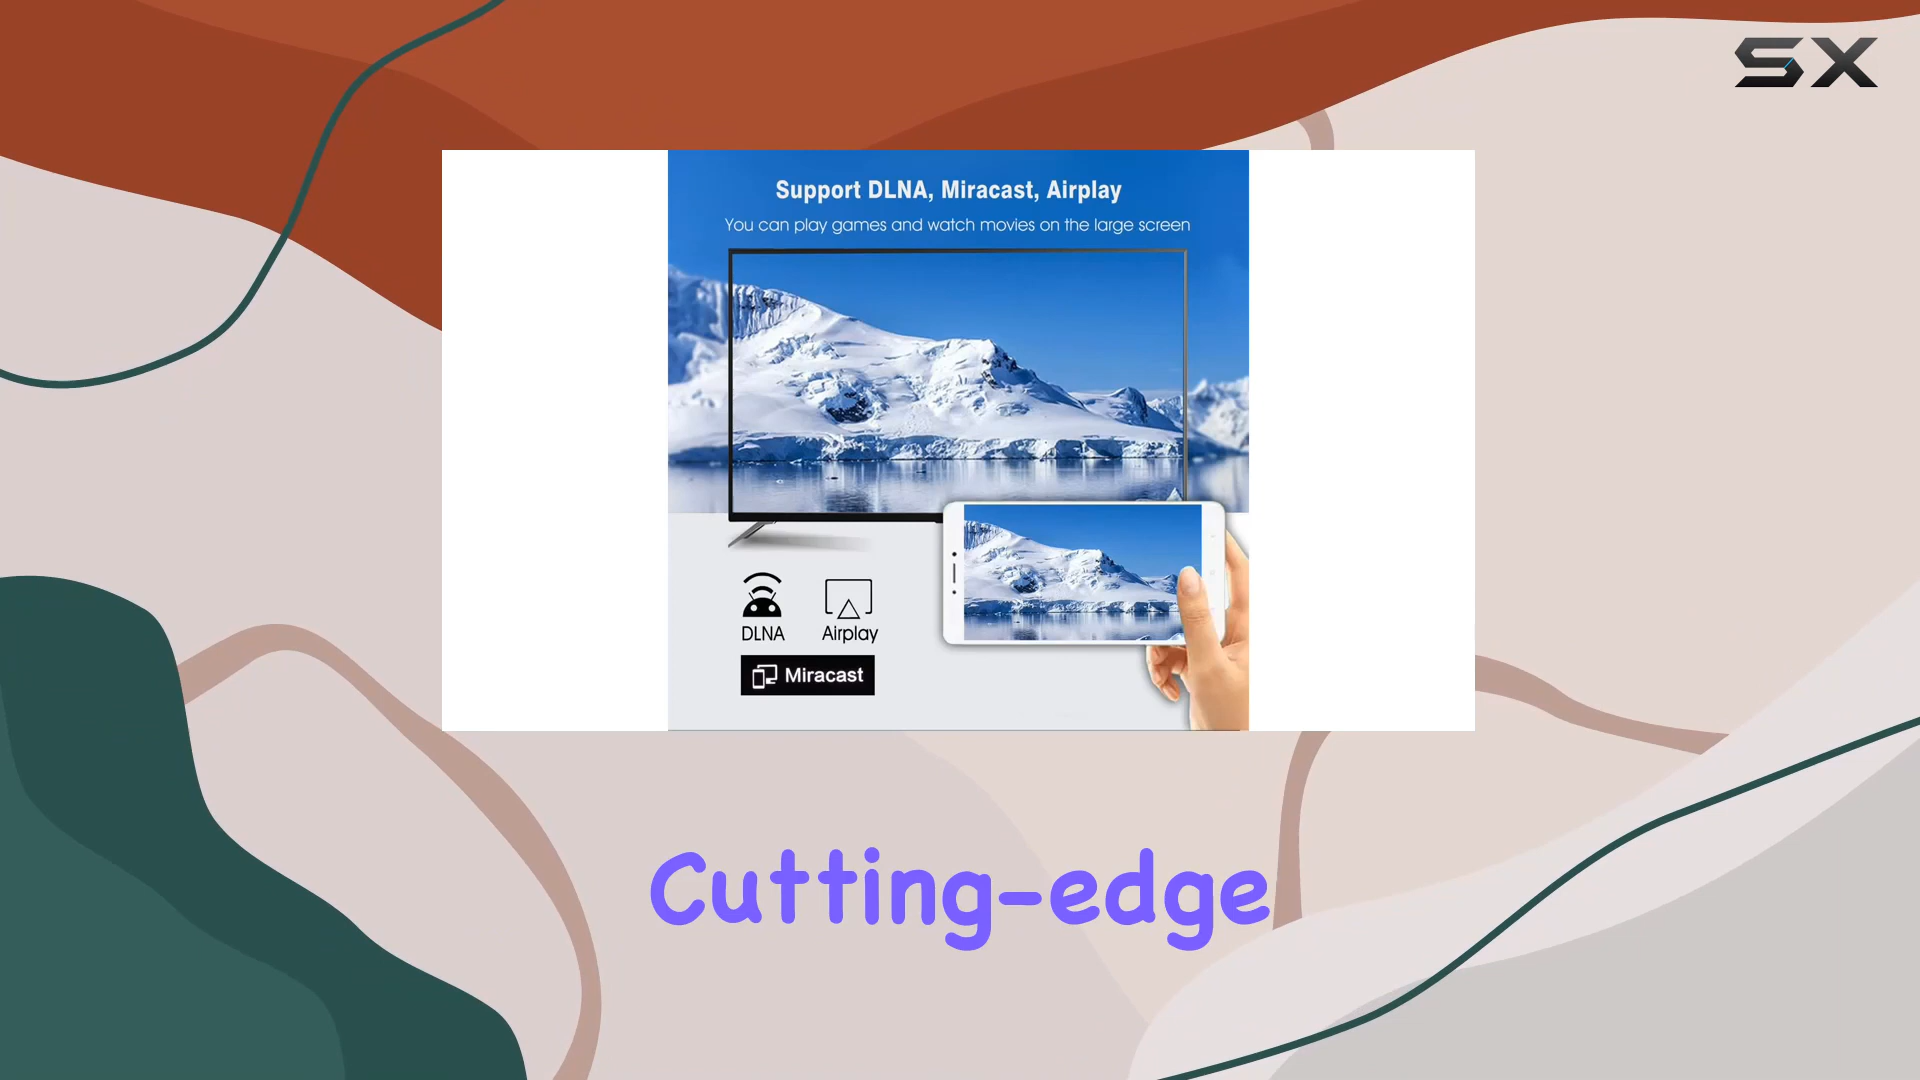 SX
Support DLNA, Miracast, Airplay
You can play games and watch movies on the large screen
DLNA
Airplay
Miracast
Cutting-edge